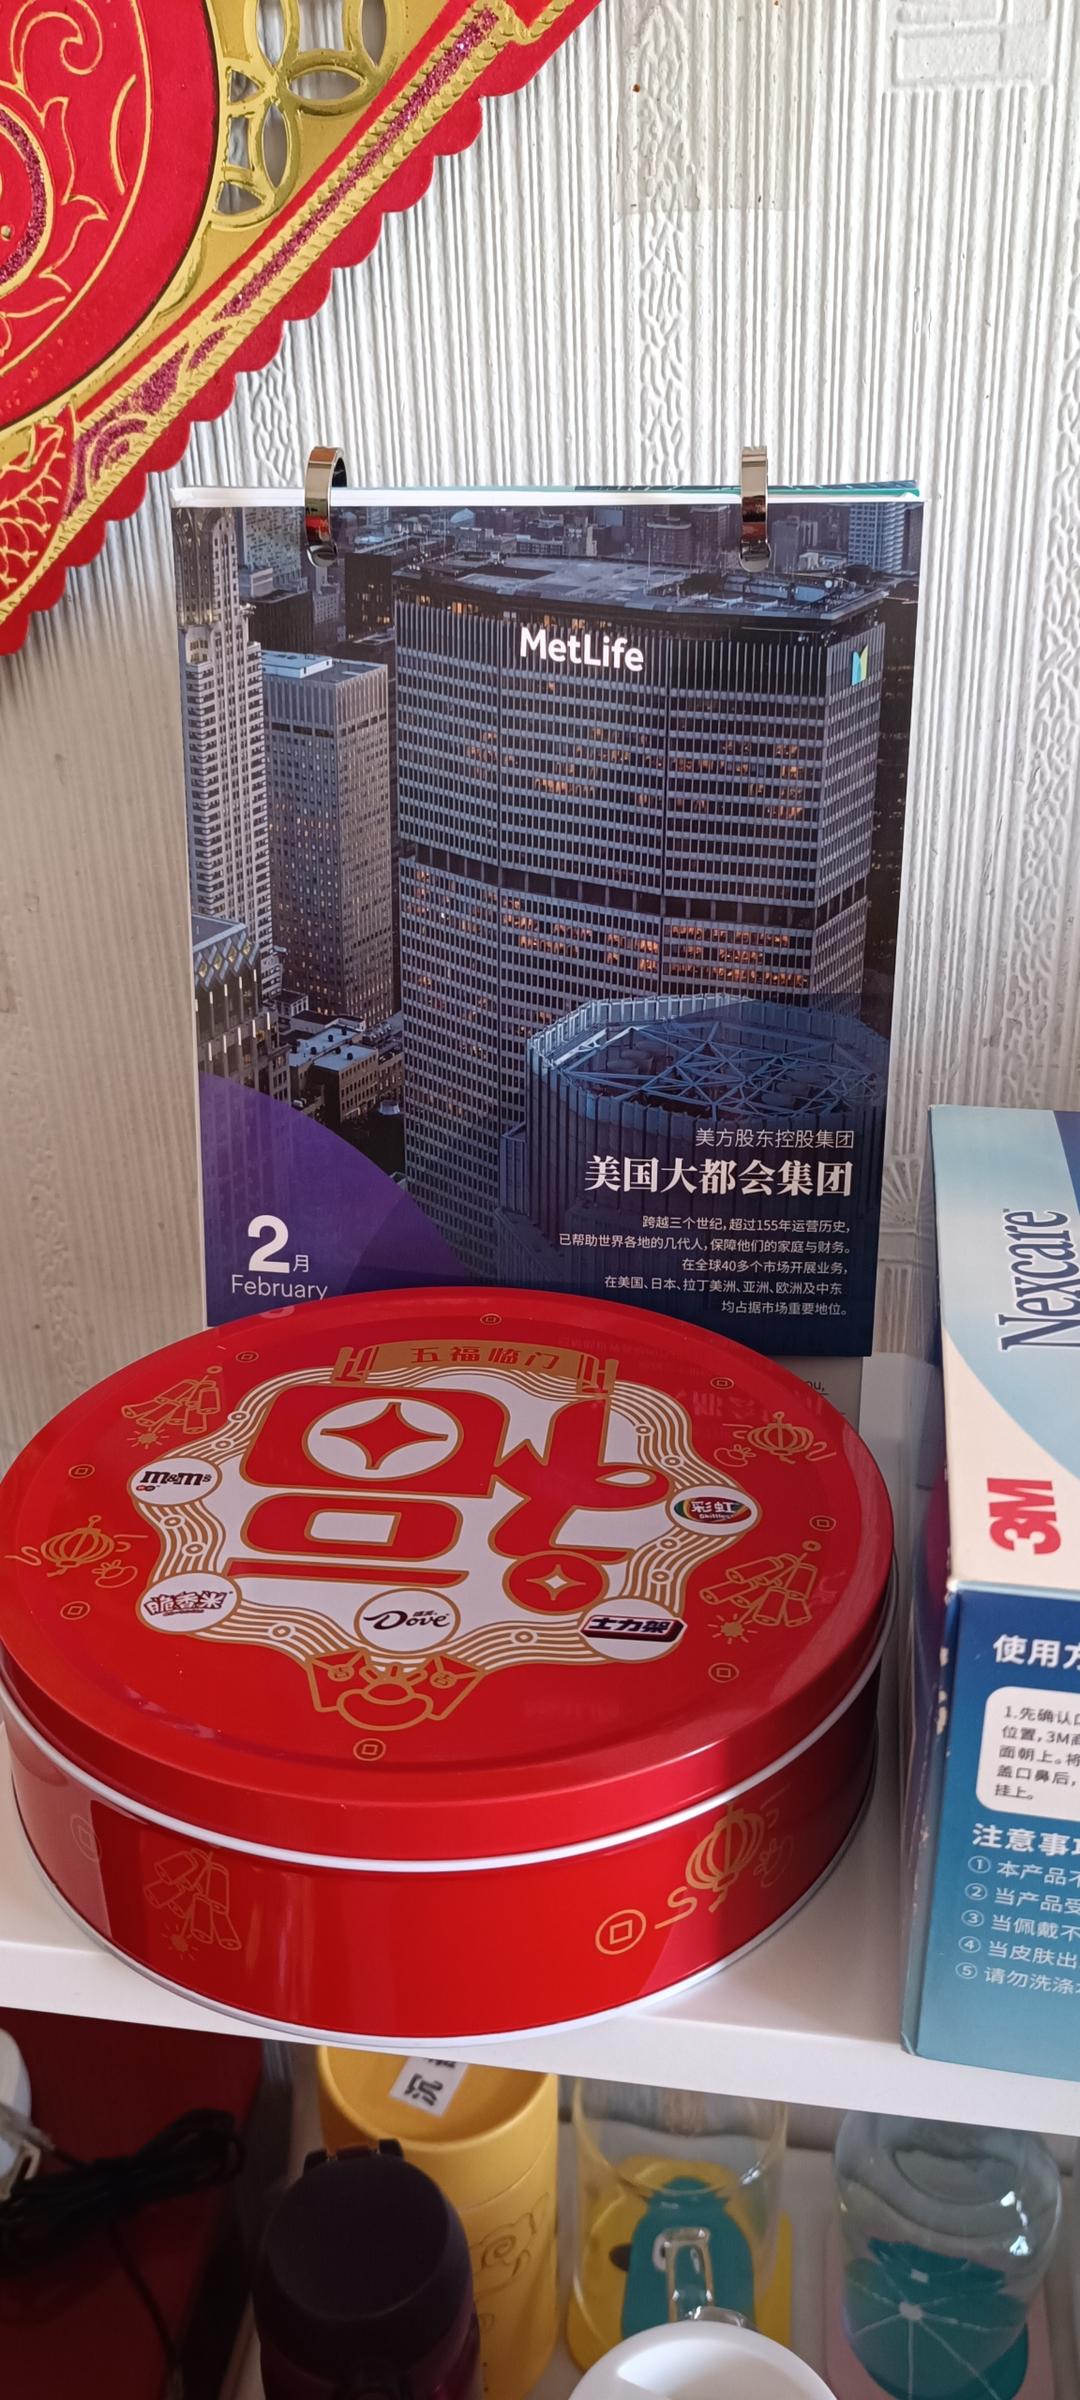 MetLife
美方股东控股集团
美国大都会集团
跨越三个世纪,超过155年运营历史,
已帮助世界各地的几代人,保障他们的家庭与财务。
在全球40多个市场开展业务,
在美国、日本、拉丁美洲、亚洲、欧洲及中东
均占据市场重要地位。
2月
February
ou,
五福临门
福
m&m's
彩虹
Skittles
脆香米
Dove
士力架
Nexcare
3M
使用方
1.先确认口
位置,3M商
面朝上。将
盖口鼻后,
挂上。
注意事项
① 本产品不
② 当产品受
③ 当佩戴不
④ 当皮肤出
⑤ 请勿洗涤本